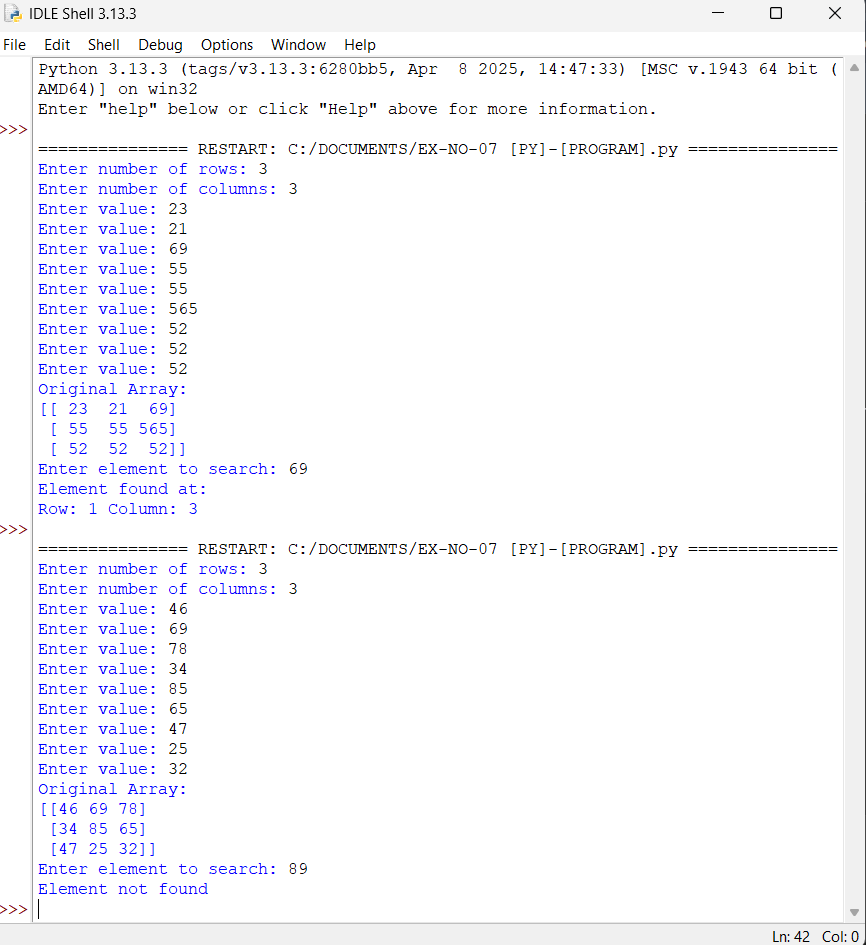 IDLE Shell 3.13.3
File Edit Shell Debug Options Window Help
Python 3.13.3 (tags/v3.13.3:6280bb5, Apr  8 2025, 14:47:33) [MSC v.1943 64 bit (
AMD64)] on win32
Enter "help" below or click "Help" above for more information.
>>>
=============== RESTART: C:/DOCUMENTS/EX-NO-07 [PY]-[PROGRAM].py ===============
Enter number of rows: 3
Enter number of columns: 3
Enter value: 23
Enter value: 21
Enter value: 69
Enter value: 55
Enter value: 55
Enter value: 565
Enter value: 52
Enter value: 52
Enter value: 52
Original Array:
[[ 23  21  69]
 [ 55  55 565]
 [ 52  52  52]]
Enter element to search: 69
Element found at:
Row: 1 Column: 3
>>>
=============== RESTART: C:/DOCUMENTS/EX-NO-07 [PY]-[PROGRAM].py ===============
Enter number of rows: 3
Enter number of columns: 3
Enter value: 46
Enter value: 69
Enter value: 78
Enter value: 34
Enter value: 85
Enter value: 65
Enter value: 47
Enter value: 25
Enter value: 32
Original Array:
[[46 69 78]
 [34 85 65]
 [47 25 32]]
Enter element to search: 89
Element not found
>>>
Ln: 42 Col: 0